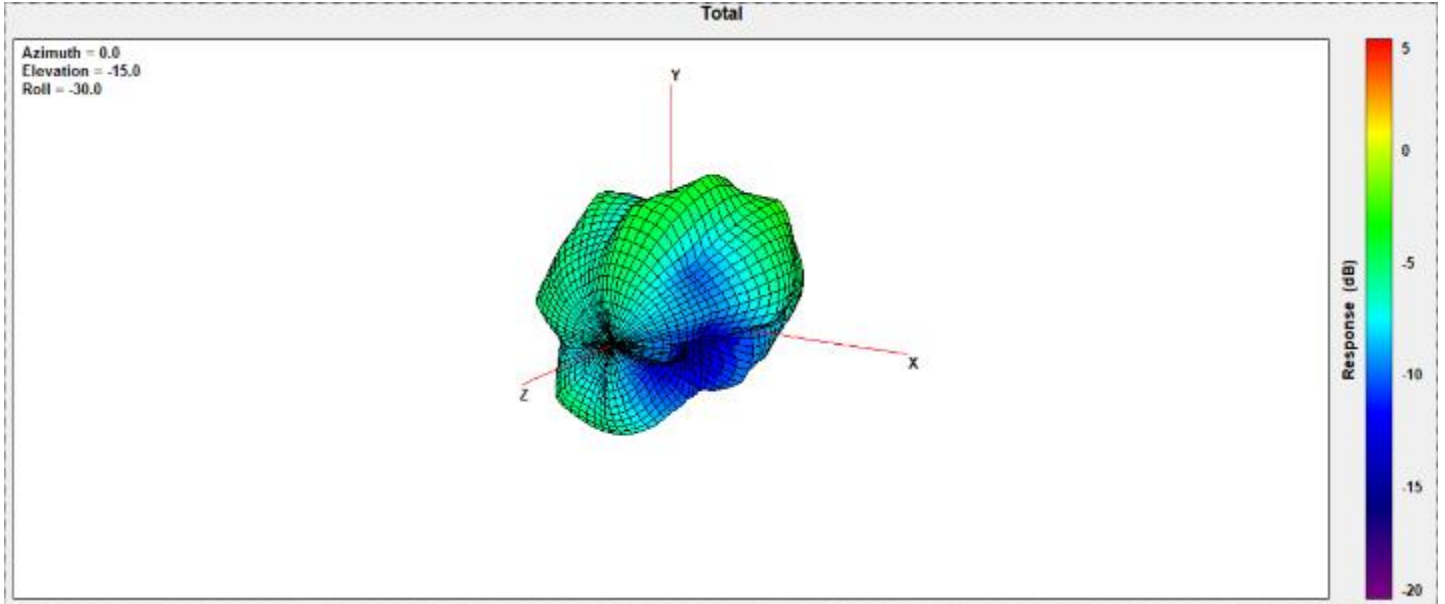 Total
Azimuth = 0.0
Elevation = -15.0
Roll = -30.0
Y
X
Z
5
0
-5
-10
-15
-20
Response (dB)